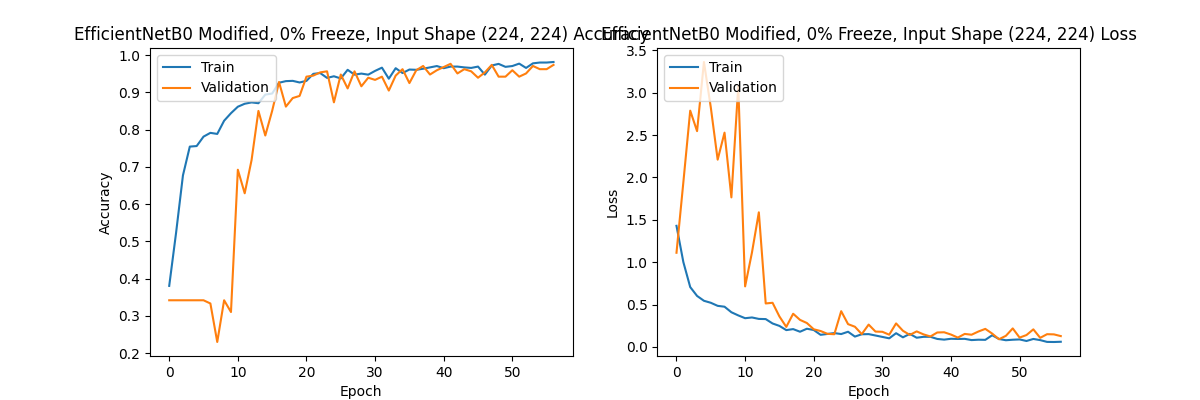 EfficientNetB0 Modified, 0% Freeze, Input Shape (224, 224) Accuracy
1.0
0.9
0.8
0.7
0.6
0.5
0.4
0.3
0.2
Accuracy
Train
Validation
0
10
20
30
40
50
Epoch
EfficientNetB0 Modified, 0% Freeze, Input Shape (224, 224) Loss
3.5
3.0
2.5
2.0
1.5
1.0
0.5
0.0
Loss
Train
Validation
0
10
20
30
40
50
Epoch